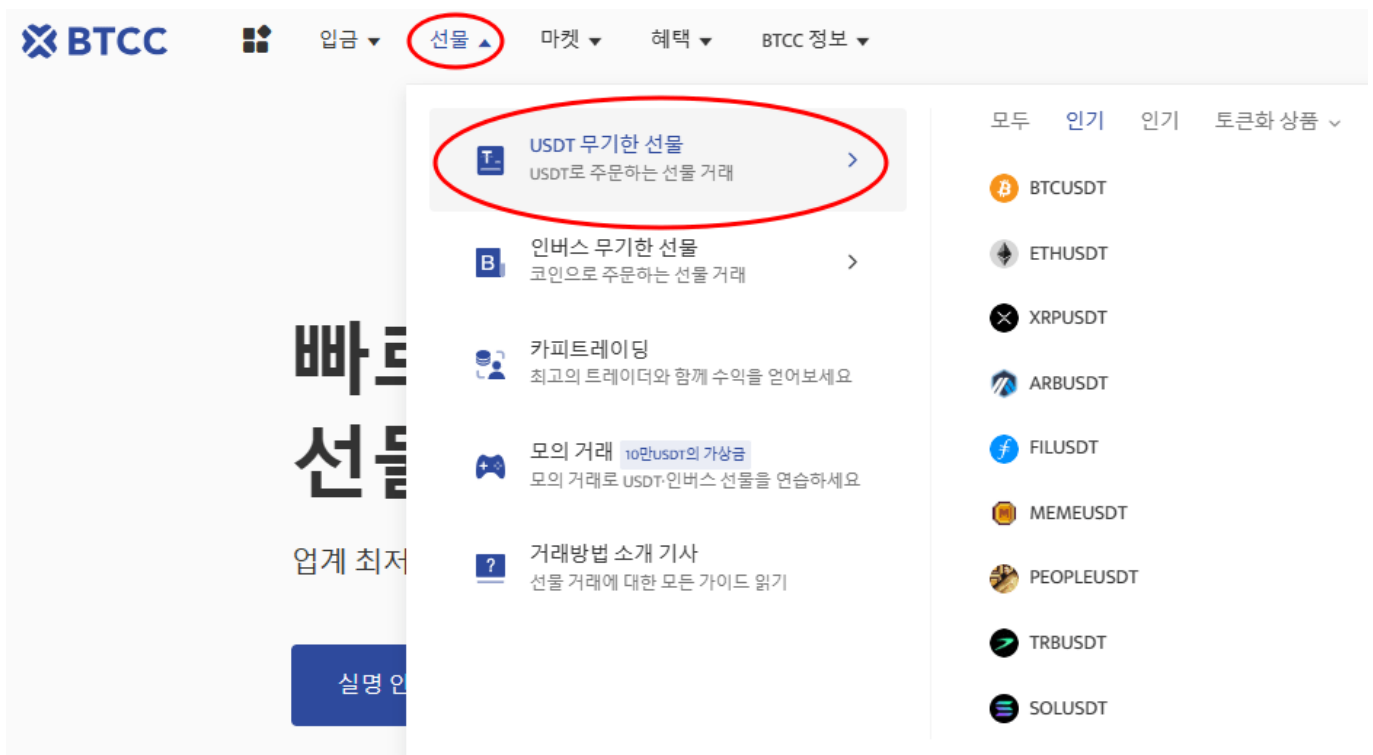 BTCC
입금
선물
마켓
혜택
BTCC 정보
USDT 무기한 선물
USDT로 주문하는 선물 거래
인버스 무기한 선물
코인으로 주문하는 선물 거래
카피트레이딩
최고의 트레이더와 함께 수익을 얻어보세요
모의 거래 10만USDT의 가상금
모의 거래로 USDT·인버스 선물을 연습하세요
거래방법 소개 기사
선물 거래에 대한 모든 가이드 읽기
모두 인기 인기 토큰화 상품
BTCUSDT
ETHUSDT
XRPUSDT
ARBUSDT
FILUSDT
MEMEUSDT
PEOPLEUSDT
TRBUSDT
SOLUSDT
업계 최저
실명